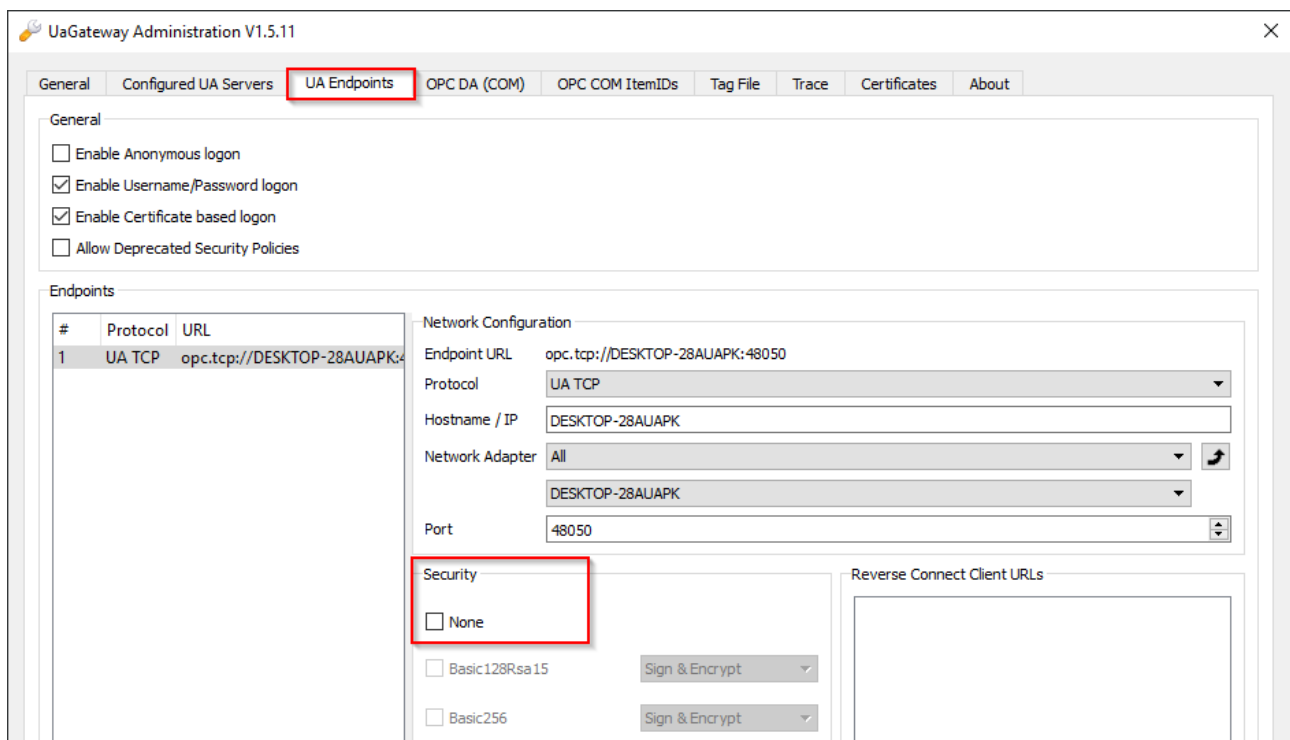 UaGateway Administration V1.5.11
General Configured UA Servers UA Endpoints OPC DA (COM) OPC COM ItemIDs Tag File Trace Certificates About
General
Enable Anonymous logon
Enable Username/Password logon
Enable Certificate based logon
Allow Deprecated Security Policies
Endpoints
# Protocol URL
1 UA TCP opc.tcp://DESKTOP-28AUAPK:4
Network Configuration
Endpoint URL opc.tcp://DESKTOP-28AUAPK:48050
Protocol UA TCP
Hostname / IP DESKTOP-28AUAPK
Network Adapter All
DESKTOP-28AUAPK
Port 48050
Security
None
Basic128Rsa15 Sign & Encrypt
Basic256 Sign & Encrypt
Reverse Connect Client URLs